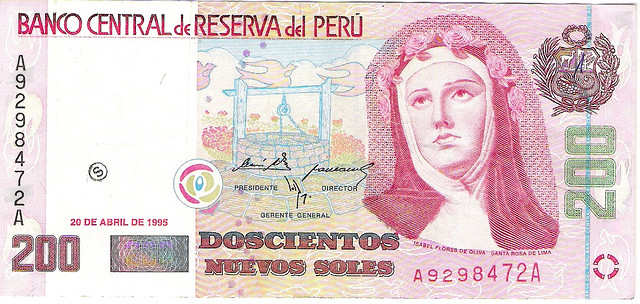 BANCO CENTRAL de RESERVA del PERÚ
A9298472A
PRESIDENTE
DIRECTOR
GERENTE GENERAL
20 DE ABRIL DE 1995
200
DOSCIENTOS
NUEVOS SOLES
ISABEL FLORES DE OLIVA SANTA ROSA DE LIMA
A9298472A
200